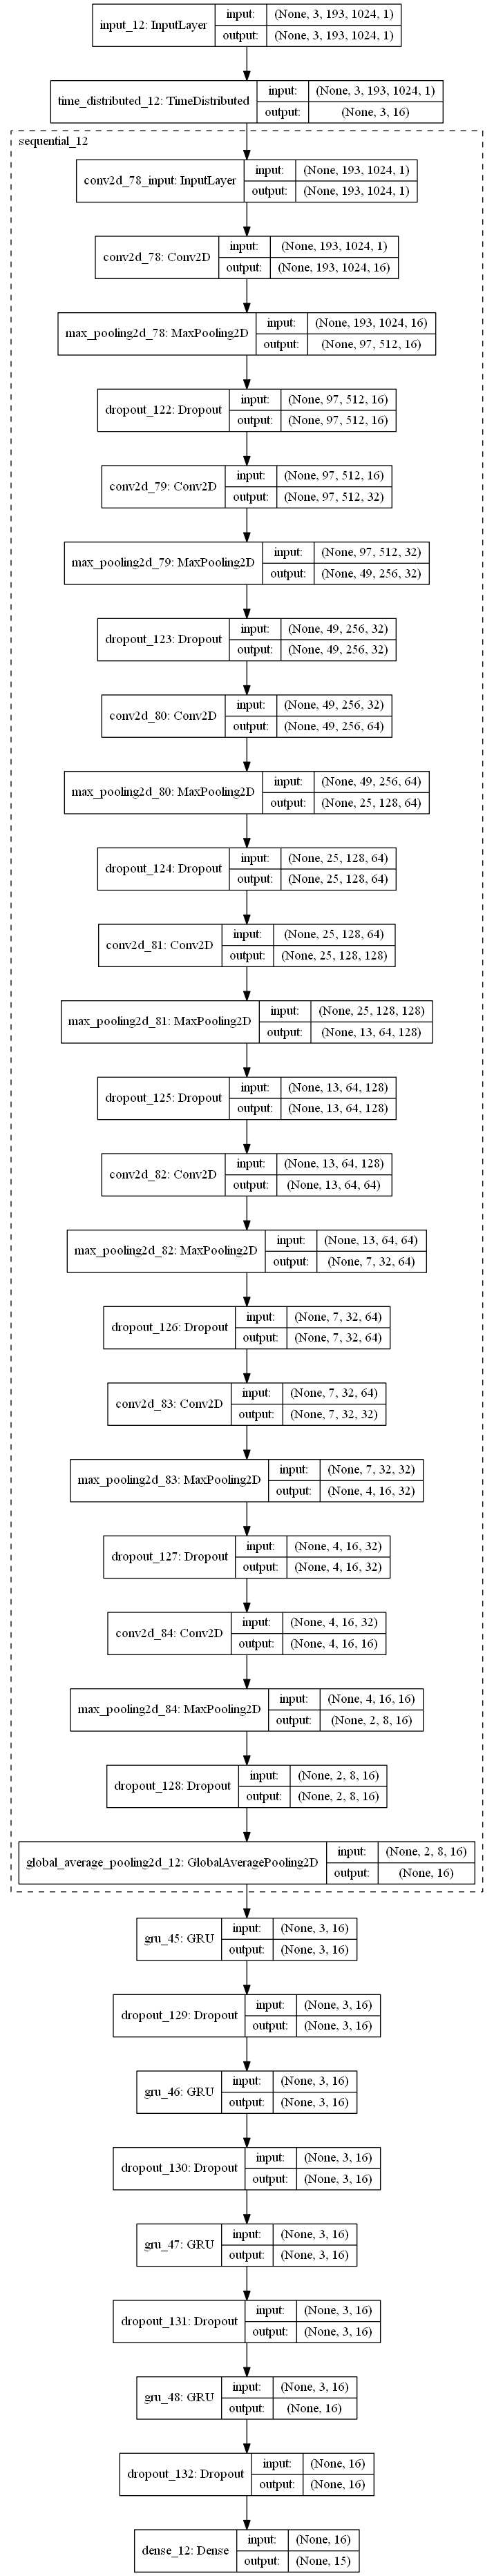 input_12: InputLayer
input: (None, 3, 193, 1024, 1)
output: (None, 3, 193, 1024, 1)
time_distributed_12: TimeDistributed
input: (None, 3, 193, 1024, 1)
output: (None, 3, 16)
sequential_12
conv2d_78_input: InputLayer
input: (None, 193, 1024, 1)
output: (None, 193, 1024, 1)
conv2d_78: Conv2D
input: (None, 193, 1024, 1)
output: (None, 193, 1024, 16)
max_pooling2d_78: MaxPooling2D
input: (None, 193, 1024, 16)
output: (None, 97, 512, 16)
dropout_122: Dropout
input: (None, 97, 512, 16)
output: (None, 97, 512, 16)
conv2d_79: Conv2D
input: (None, 97, 512, 16)
output: (None, 97, 512, 32)
max_pooling2d_79: MaxPooling2D
input: (None, 97, 512, 32)
output: (None, 49, 256, 32)
dropout_123: Dropout
input: (None, 49, 256, 32)
output: (None, 49, 256, 32)
conv2d_80: Conv2D
input: (None, 49, 256, 32)
output: (None, 49, 256, 64)
max_pooling2d_80: MaxPooling2D
input: (None, 49, 256, 64)
output: (None, 25, 128, 64)
dropout_124: Dropout
input: (None, 25, 128, 64)
output: (None, 25, 128, 64)
conv2d_81: Conv2D
input: (None, 25, 128, 64)
output: (None, 25, 128, 128)
max_pooling2d_81: MaxPooling2D
input: (None, 25, 128, 128)
output: (None, 13, 64, 128)
dropout_125: Dropout
input: (None, 13, 64, 128)
output: (None, 13, 64, 128)
conv2d_82: Conv2D
input: (None, 13, 64, 128)
output: (None, 13, 64, 64)
max_pooling2d_82: MaxPooling2D
input: (None, 13, 64, 64)
output: (None, 7, 32, 64)
dropout_126: Dropout
input: (None, 7, 32, 64)
output: (None, 7, 32, 64)
conv2d_83: Conv2D
input: (None, 7, 32, 64)
output: (None, 7, 32, 32)
max_pooling2d_83: MaxPooling2D
input: (None, 7, 32, 32)
output: (None, 4, 16, 32)
dropout_127: Dropout
input: (None, 4, 16, 32)
output: (None, 4, 16, 32)
conv2d_84: Conv2D
input: (None, 4, 16, 32)
output: (None, 4, 16, 16)
max_pooling2d_84: MaxPooling2D
input: (None, 4, 16, 16)
output: (None, 2, 8, 16)
dropout_128: Dropout
input: (None, 2, 8, 16)
output: (None, 2, 8, 16)
global_average_pooling2d_12: GlobalAveragePooling2D
input: (None, 2, 8, 16)
output: (None, 16)
gru_45: GRU
input: (None, 3, 16)
output: (None, 3, 16)
dropout_129: Dropout
input: (None, 3, 16)
output: (None, 3, 16)
gru_46: GRU
input: (None, 3, 16)
output: (None, 3, 16)
dropout_130: Dropout
input: (None, 3, 16)
output: (None, 3, 16)
gru_47: GRU
input: (None, 3, 16)
output: (None, 3, 16)
dropout_131: Dropout
input: (None, 3, 16)
output: (None, 3, 16)
gru_48: GRU
input: (None, 3, 16)
output: (None, 16)
dropout_132: Dropout
input: (None, 16)
output: (None, 16)
dense_12: Dense
input: (None, 16)
output: (None, 15)